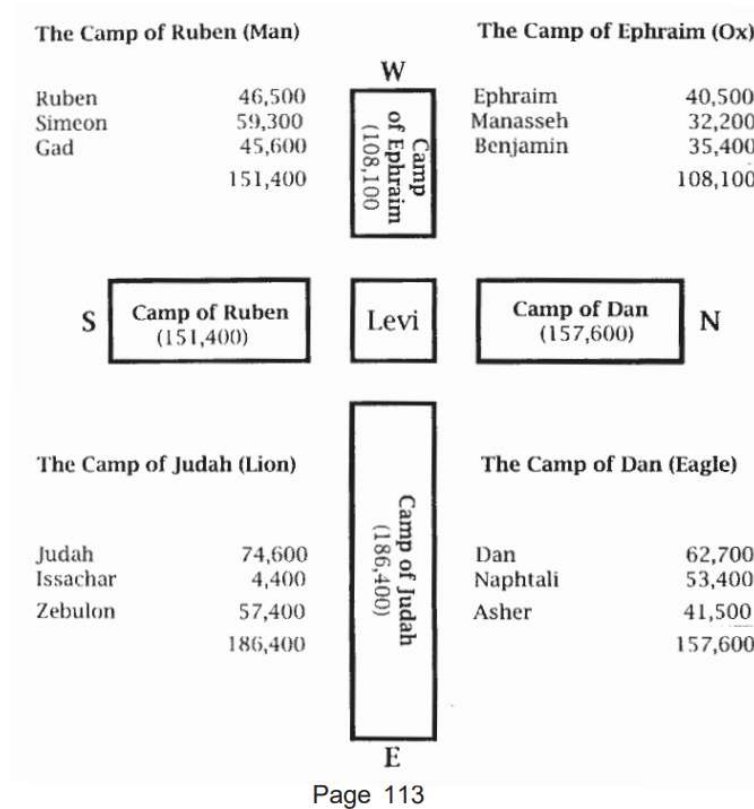 The Camp of Ruben (Man)
Ruben 46,500
Simeon 59,300
Gad 45,600
151,400
The Camp of Ephraim (Ox)
Ephraim 40,500
Manasseh 32,200
Benjamin 35,400
108,100
W
Camp
of Ephraim
(108,100
S
Camp of Ruben
(151,400)
Levi
Camp of Dan
(157,600)
N
The Camp of Judah (Lion)
Judah 74,600
Issachar 4,400
Zebulon 57,400
186,400
Camp of Judah
(186,400)
E
The Camp of Dan (Eagle)
Dan 62,700
Naphtali 53,400
Asher 41,500
157,600
Page 113